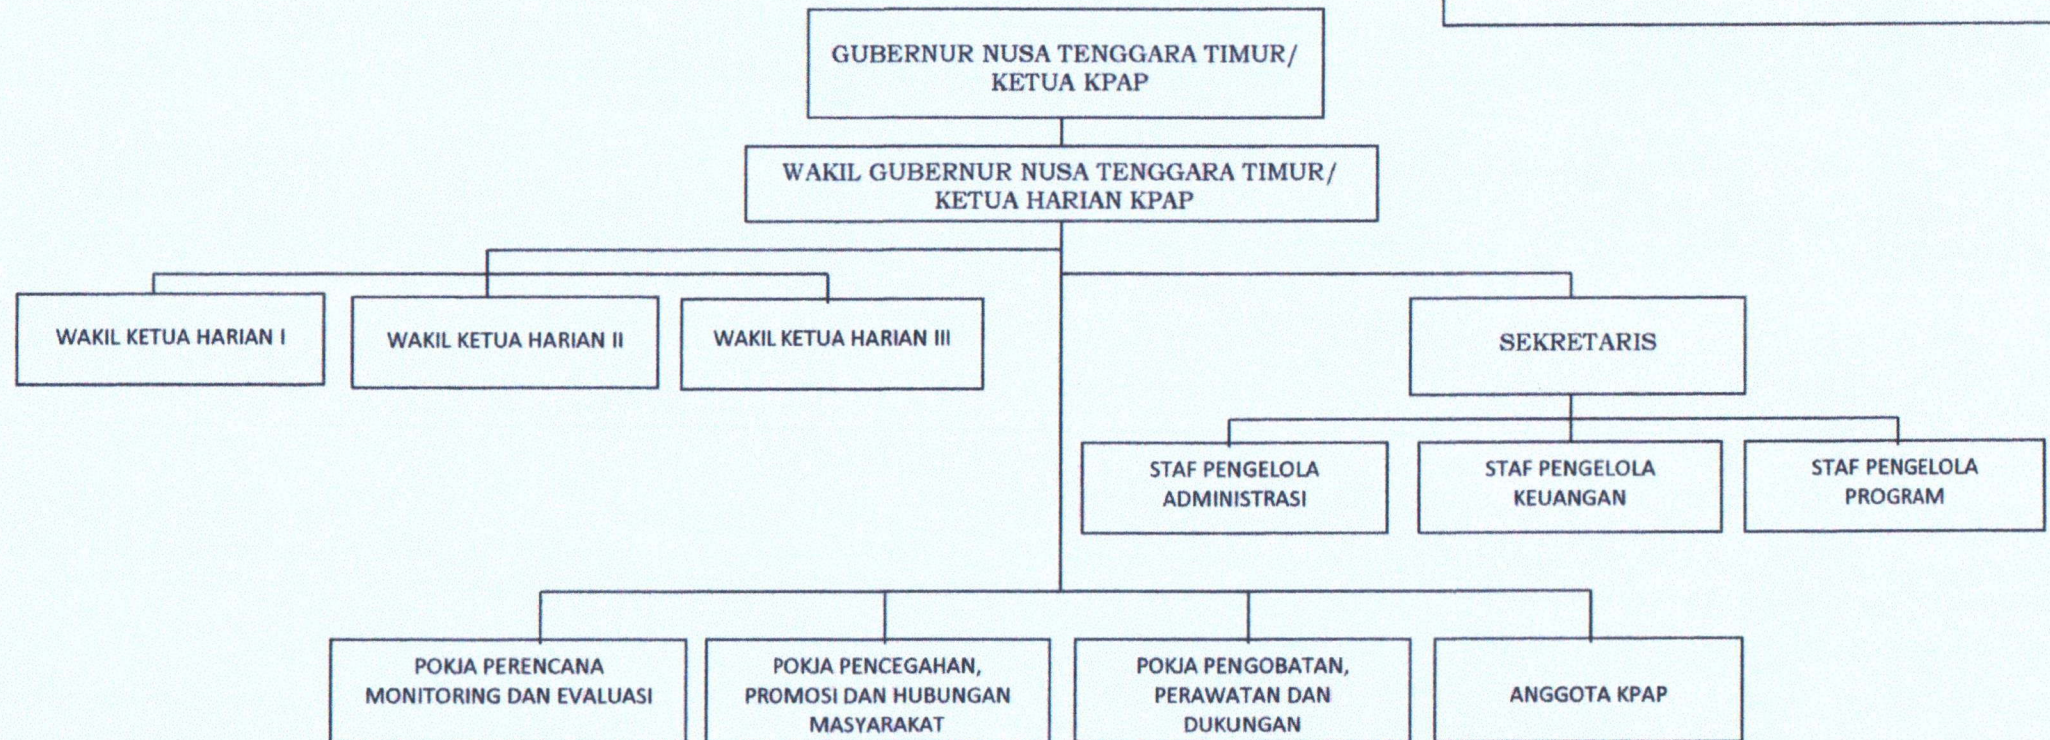 GUBERNUR NUSA TENGGARA TIMUR/
KETUA KPAP
WAKIL GUBERNUR NUSA TENGGARA TIMUR/
KETUA HARIAN KPAP
WAKIL KETUA HARIAN I
WAKIL KETUA HARIAN II
WAKIL KETUA HARIAN III
SEKRETARIS
STAF PENGELOLA
ADMINISTRASI
STAF PENGELOLA
KEUANGAN
STAF PENGELOLA
PROGRAM
POKJA PERENCANA
MONITORING DAN EVALUASI
POKJA PENCEGAHAN,
PROMOSI DAN HUBUNGAN
MASYARAKAT
POKJA PENGOBATAN,
PERAWATAN DAN
DUKUNGAN
ANGGOTA KPAP